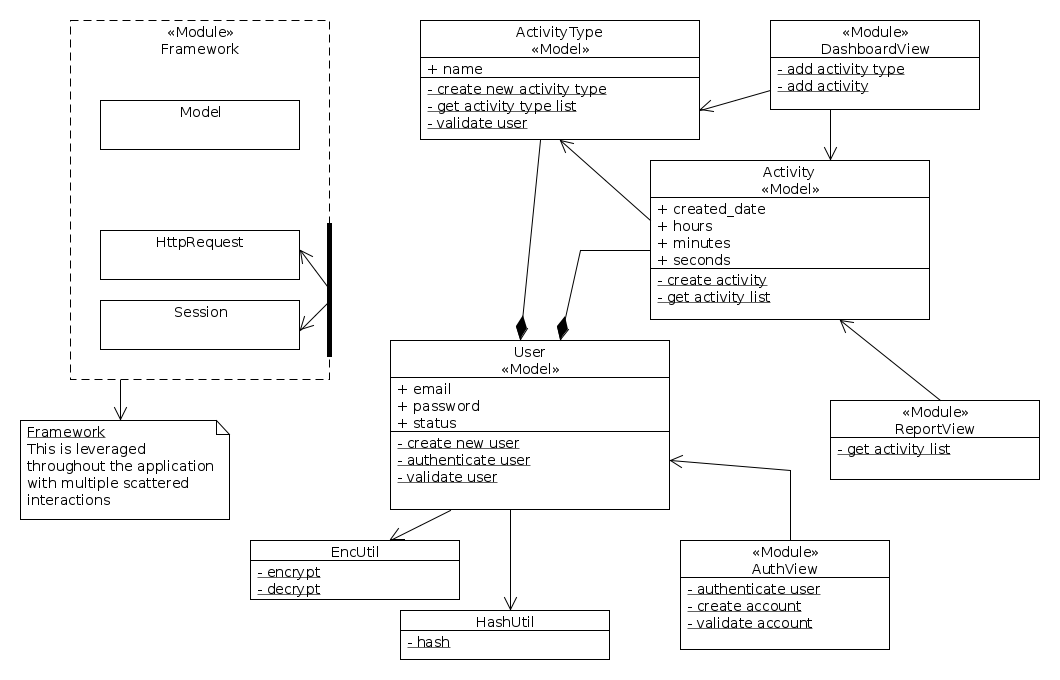 «Module»
Framework
Model
HttpRequest
Session
Framework
This is leveraged
throughout the application
with multiple scattered
interactions
ActivityType
«Model»
+ name
- create new activity type
- get activity type list
- validate user
«Module»
DashboardView
- add activity type
- add activity
Activity
«Model»
+ created_date
+ hours
+ minutes
+ seconds
- create activity
- get activity list
User
«Model»
+ email
+ password
+ status
- create new user
- authenticate user
- validate user
«Module»
ReportView
- get activity list
EncUtil
- encrypt
- decrypt
HashUtil
- hash
«Module»
AuthView
- authenticate user
- create account
- validate account